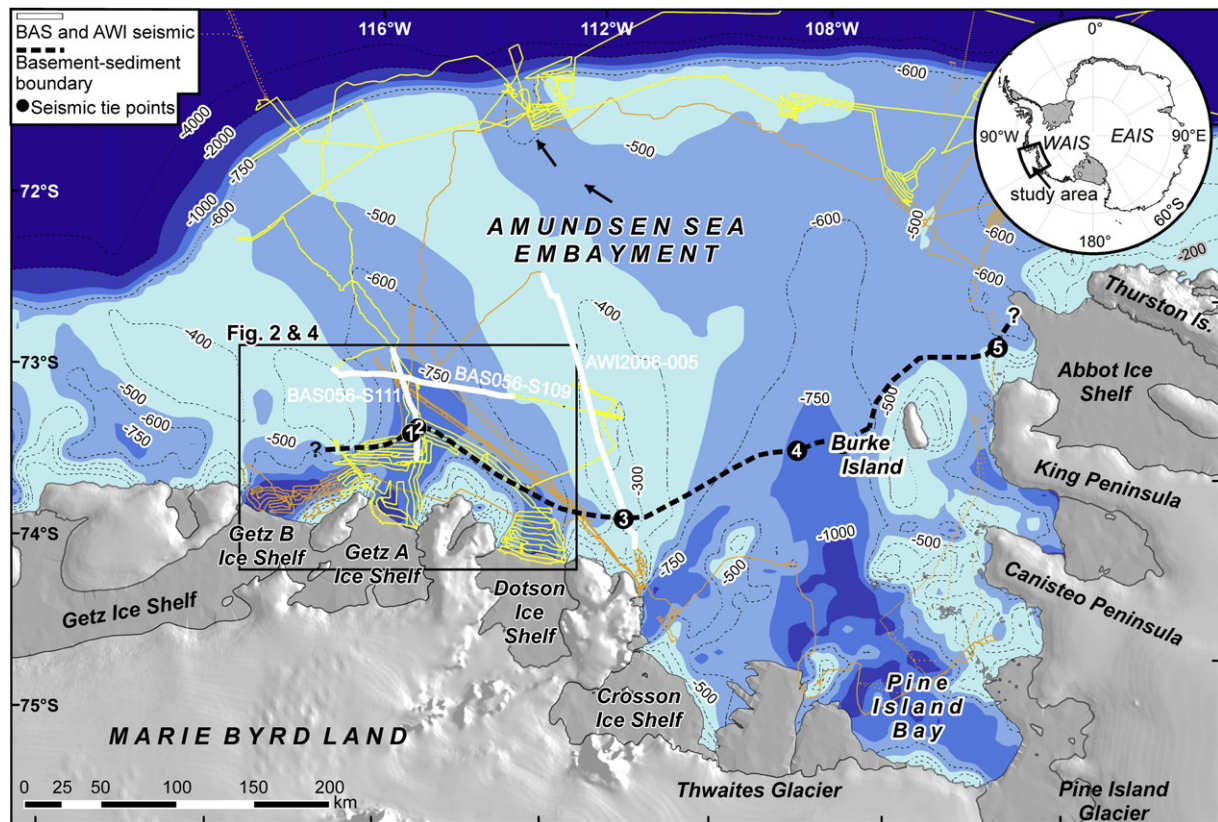 116°W
112°W
108°W
BAS and AWI seismic
Basement-sediment
boundary
Seismic tie points
-4000
-2000
-750
-1000
-600
-600
-500
0°
90°W
WAIS
EAIS
90°E
study area
60°S
180°
72°S
AMUNDSEN SEA
EMBAYMENT
-500
-600
-600
-500
-600
-200
-400
-400
Thurston Is.
?
Fig. 2 & 4
73°S
-750
AWI2006-005
5
Abbot Ice
Shelf
BAS056-S109
BAS056-S111
-500
-500
-600
-750
-500
?
1
2
-750
4
Burke
Island
-300
3
King Peninsula
74°S
Getz B
Ice Shelf
Getz A
Ice Shelf
-1000
-500
-750
-500
Dotson
Ice
Shelf
Canisteo Peninsula
Getz Ice Shelf
75°S
-500
Crosson
Ice Shelf
Pine
Island
Bay
MARIE BYRD LAND
Thwaites Glacier
Pine Island
Glacier
0 25 50 100 150 200
km